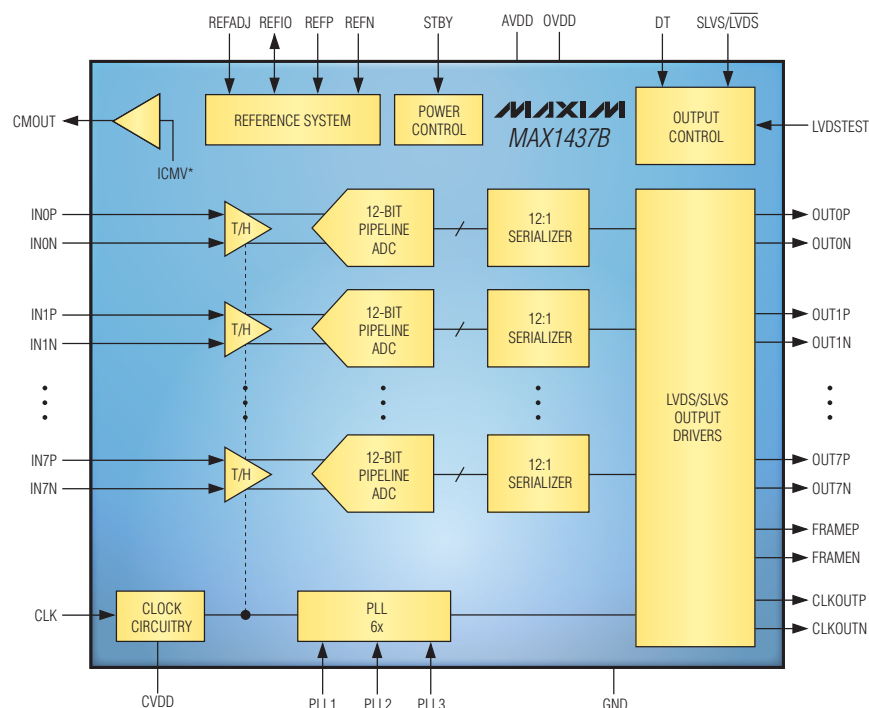 REFADJ REFIO REFP REFN STBY AVDD OVDD DT SLVS/LVDS
CMOUT
ICMV*
REFERENCE SYSTEM
POWER
CONTROL
MAXIM
MAX1437B
OUTPUT
CONTROL
LVDSTEST
IN0P
IN0N
T/H
12-BIT
PIPELINE
ADC
12:1
SERIALIZER
OUT0P
OUT0N
IN1P
IN1N
T/H
12-BIT
PIPELINE
ADC
12:1
SERIALIZER
OUT1P
OUT1N
LVDS/SLVS
OUTPUT
DRIVERS
IN7P
IN7N
T/H
12-BIT
PIPELINE
ADC
12:1
SERIALIZER
OUT7P
OUT7N
FRAMEP
FRAMEN
CLK
CLOCK
CIRCUITRY
PLL
6x
CLKOUTP
CLKOUTN
CVDD PLL1 PLL2 PLL3 GND